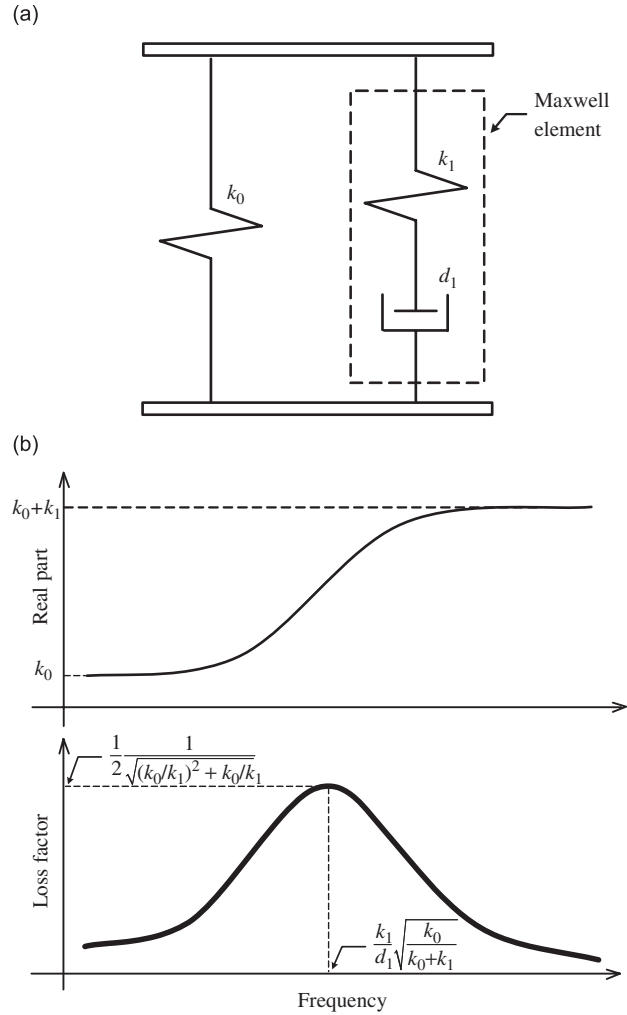 (a)
Maxwell
element
k₀
k₁
d₁
(b)
k₀+k₁
Real part
k₀
1/2 1/√((k₀/k₁)² + k₀/k₁)
Loss factor
k₁/d₁ √(k₀/(k₀+k₁))
Frequency